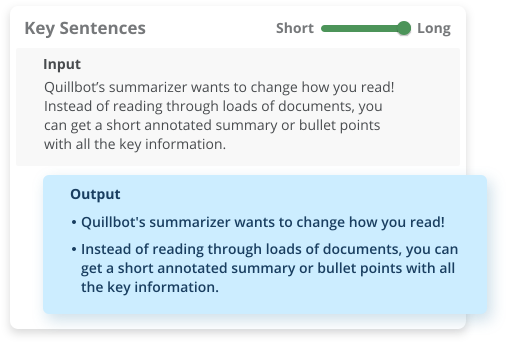 Key Sentences
Short Long
Input
Quillbot’s summarizer wants to change how you read!
Instead of reading through loads of documents, you
can get a short annotated summary or bullet points
with all the key information.
Output
• Quillbot's summarizer wants to change how you read!
• Instead of reading through loads of documents, you can
get a short annotated summary or bullet points with all
the key information.